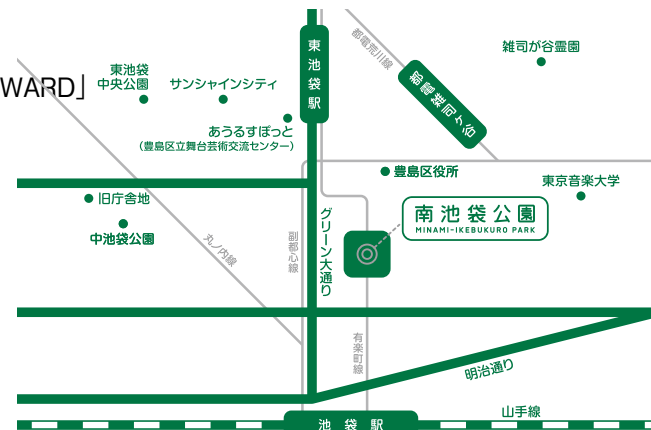 WARD」
東池袋
中央公園
サンシャインシティ
東池袋駅
都電荒川線
都電雑司ヶ谷
雑司が谷霊園
あうるすぽっと
（豊島区立舞台芸術交流センター）
豊島区役所
東京音楽大学
旧庁舎地
中池袋公園
丸ノ内線
副都心線
グリーン大通り
南池袋公園
MINAMI-IKEBUKURO PARK
有楽町線
明治通り
山手線
池袋駅